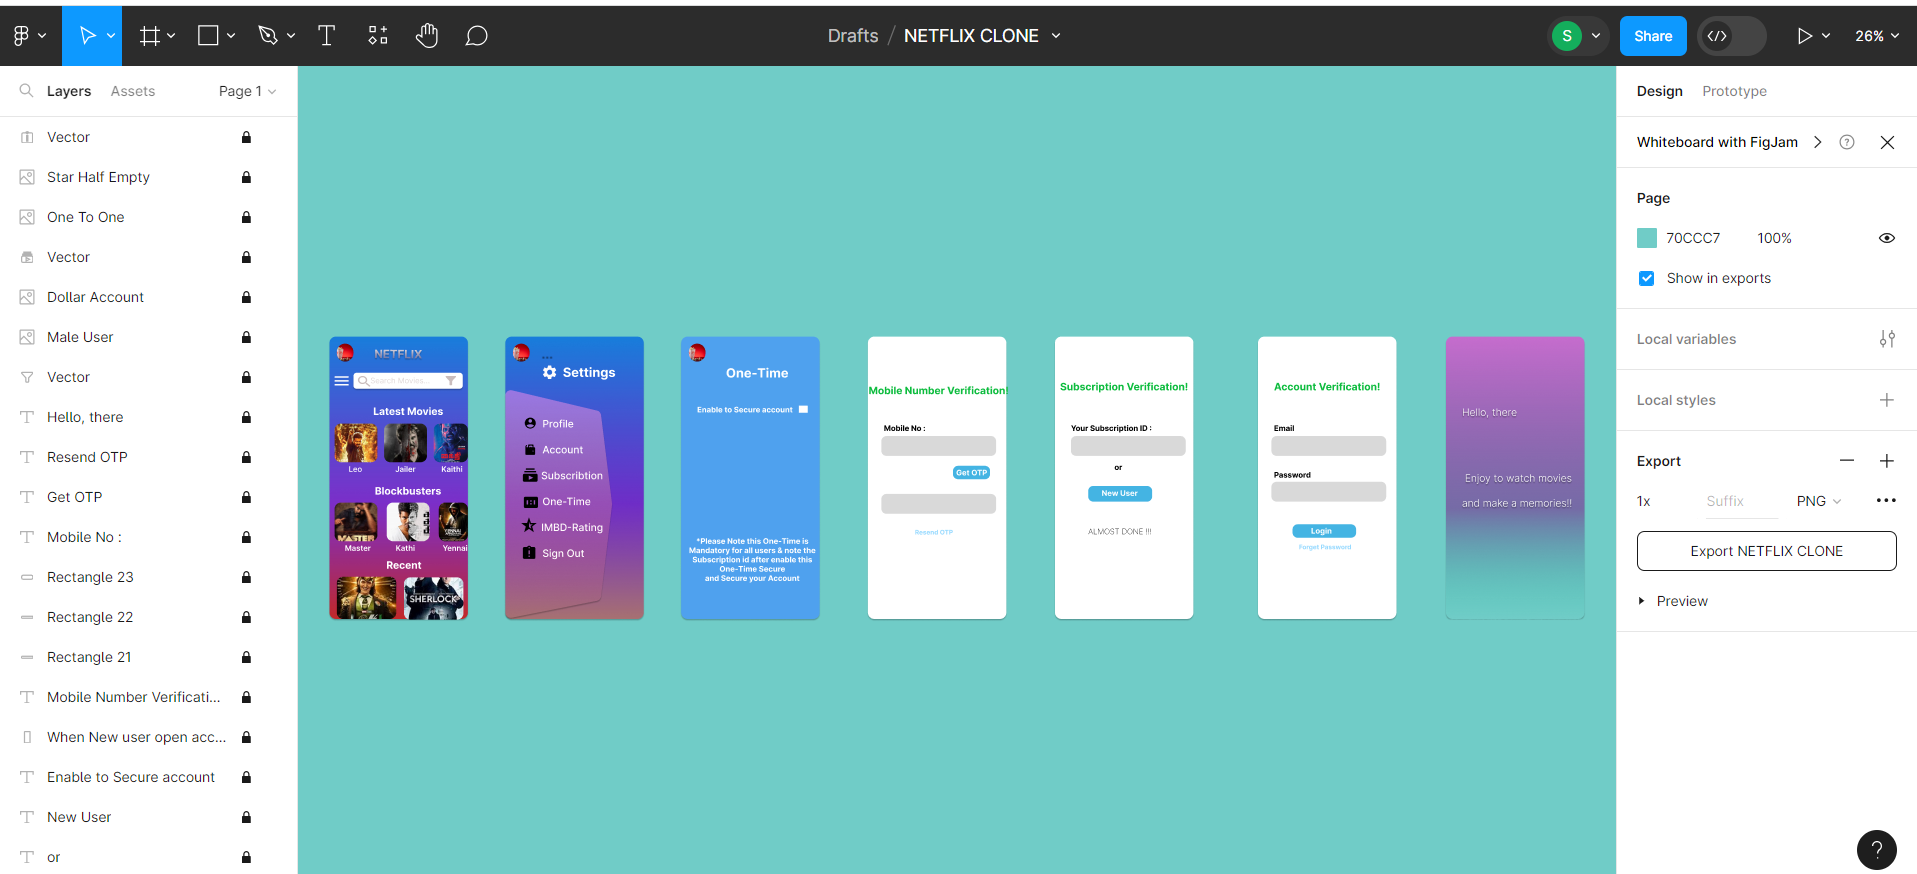 Drafts / NETFLIX CLONE
S
Share
</>
26%
Layers
Assets
Page 1
Vector
Star Half Empty
One To One
Vector
Dollar Account
Male User
Vector
Hello, there
Resend OTP
Get OTP
Mobile No :
Rectangle 23
Rectangle 22
Rectangle 21
Mobile Number Verificati...
When New user open acc...
Enable to Secure account
New User
or
NETFLIX
Search Movies...
Latest Movies
Leo
Jailer
Kaithi
Blockbusters
MASTER
Master
Kathi
Yennai
Recent
SHERLOCK
...
Settings
Profile
Account
Subscribtion
One-Time
IMBD-Rating
Sign Out
One-Time
Enable to Secure account
*Please Note this One-Time is
Mandatory for all users & note the
Subscription id after enable this
One-Time Secure
and Secure your Account
Mobile Number Verification!
Mobile No :
Get OTP
Resend OTP
Subscription Verification!
Your Subscription ID :
or
New User
ALMOST DONE !!!
Account Verification!
Email
Password
Login
Forget Password
Hello, there
Enjoy to watch movies
and make a memories!!
Design
Prototype
Whiteboard with FigJam
?
Page
70CCC7
100%
Show in exports
Local variables
Local styles
Export
1x
Suffix
PNG
Export NETFLIX CLONE
Preview
?